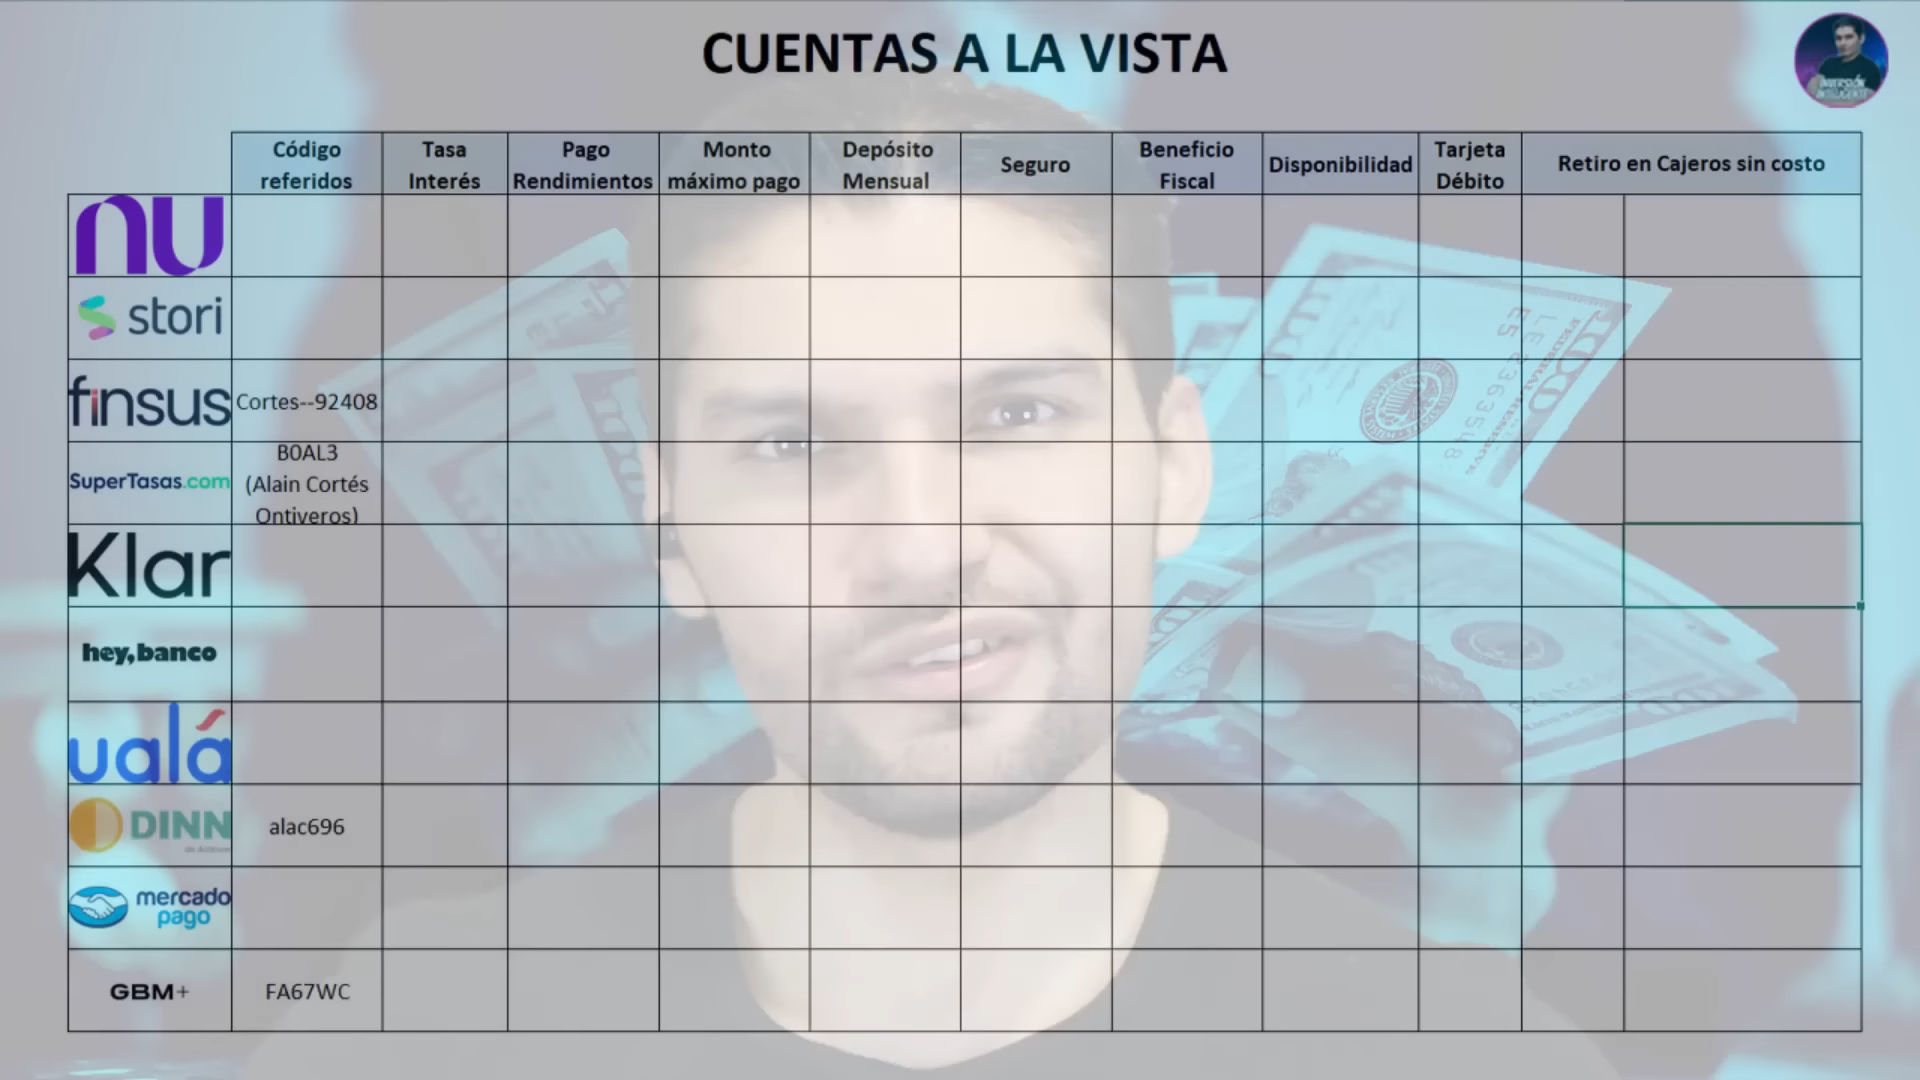 CUENTAS A LA VISTA
INVERSIÓN
INTELIGENTE
Código
referidos
Tasa
Interés
Pago
Rendimientos
Monto
máximo pago
Depósito
Mensual
Seguro
Beneficio
Fiscal
Disponibilidad
Tarjeta
Débito
Retiro en Cajeros sin costo
nu
stori
finsus
Cortes--92408
SuperTasas.com
B0AL3
(Alain Cortés
Ontiveros)
Klar
hey,banco
ualá
DINN
alac696
mercado
pago
GBM+
FA67WC